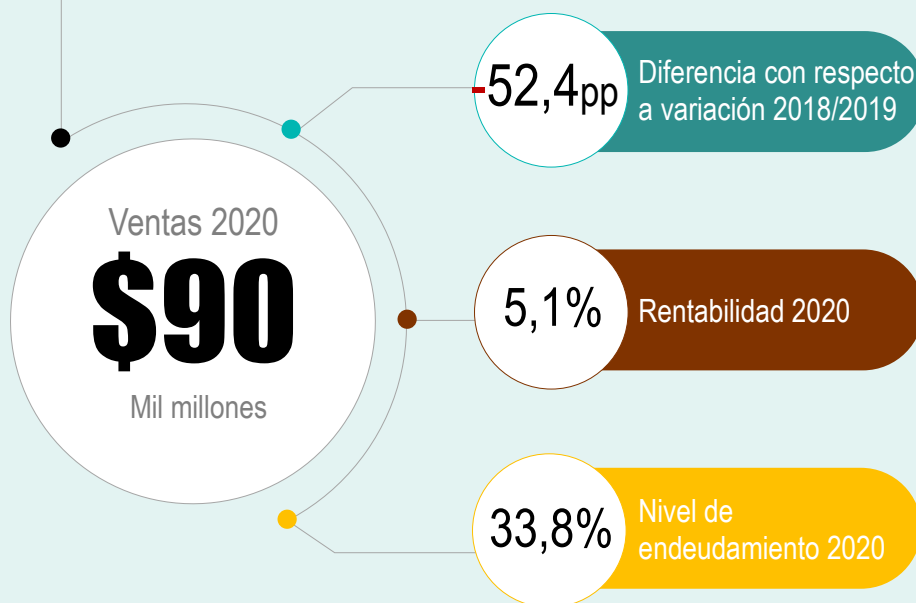 Ventas 2020
$90
Mil millones
-52,4pp
Diferencia con respecto
a variación 2018/2019
5,1%
Rentabilidad 2020
33,8%
Nivel de
endeudamiento 2020